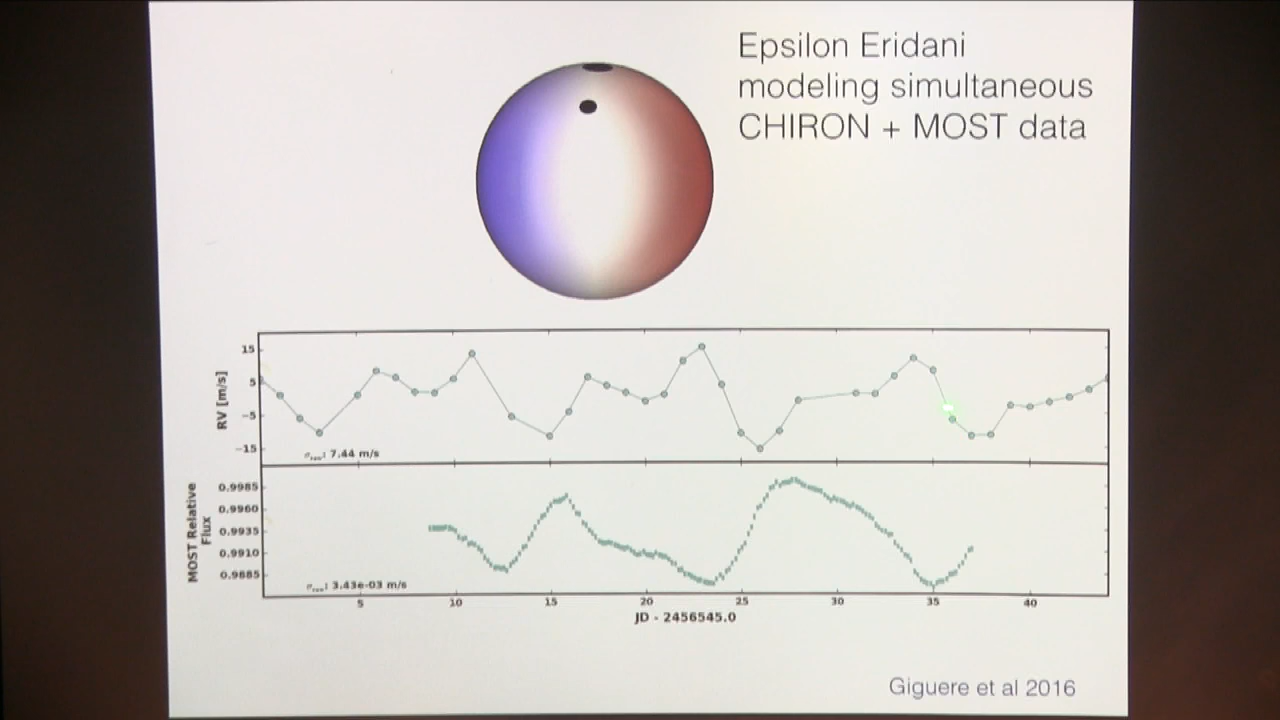 Epsilon Eridani
modeling simultaneous
CHIRON + MOST data
RV [m/s]
15
5
−5
−15
7.44 m/s
MOST Relative
Flux
0.9985
0.9960
0.9935
0.9910
0.9885
3.43e-03 m/s
5 10 15 20 25 30 35 40
JD - 2456545.0
Giguere et al 2016